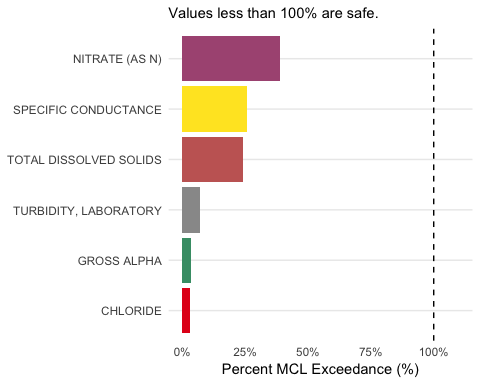 Values less than 100% are safe.
NITRATE (AS N)
SPECIFIC CONDUCTANCE
TOTAL DISSOLVED SOLIDS
TURBIDITY, LABORATORY
GROSS ALPHA
CHLORIDE
0% 25% 50% 75% 100%
Percent MCL Exceedance (%)